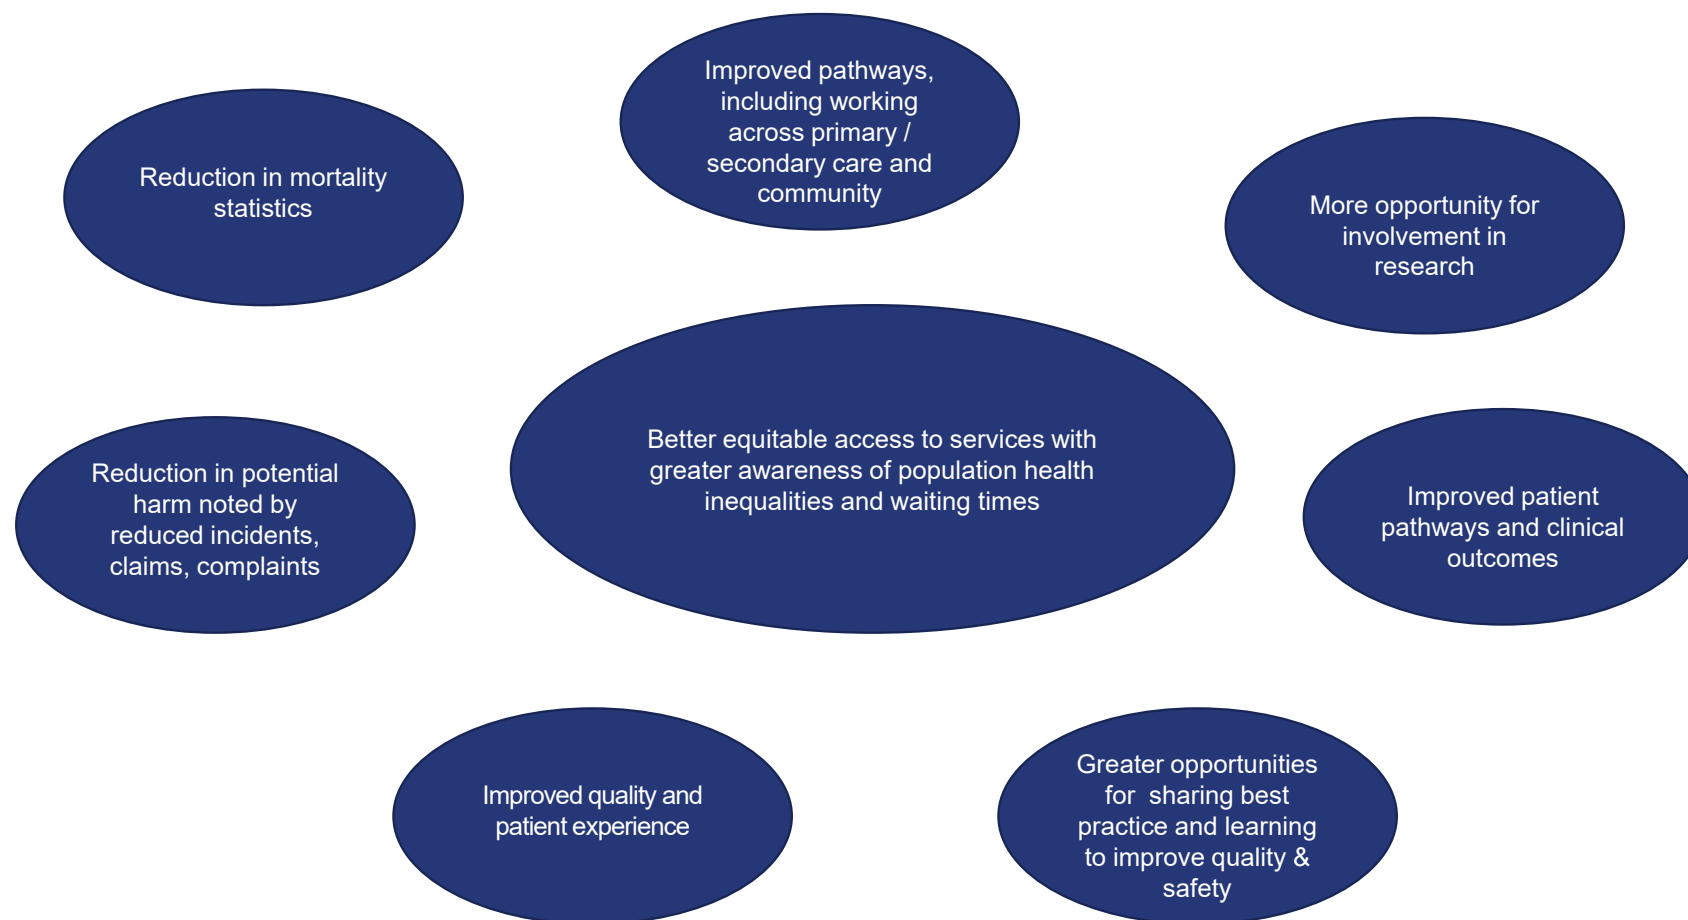 Improved pathways,
including working
across primary /
secondary care and
community
Reduction in mortality
statistics
More opportunity for
involvement in
research
Better equitable access to services with
greater awareness of population health
inequalities and waiting times
Reduction in potential
harm noted by
reduced incidents,
claims, complaints
Improved patient
pathways and clinical
outcomes
Improved quality and
patient experience
Greater opportunities
for  sharing best
practice and learning
to improve quality &
safety